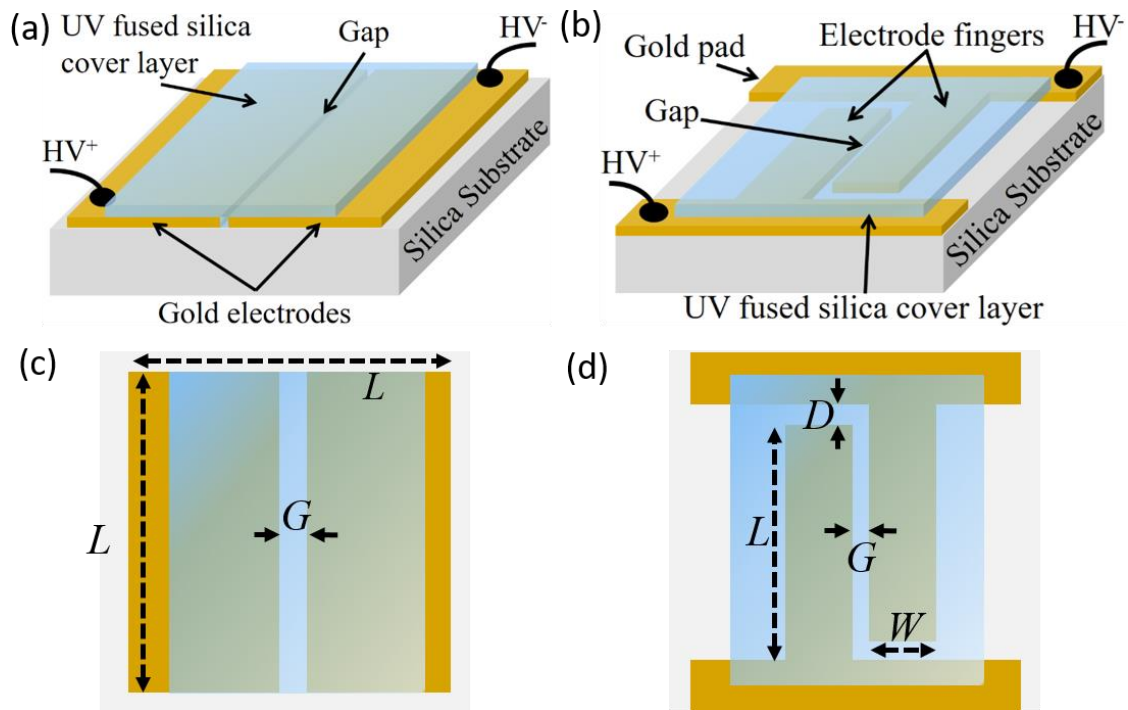 (a)
UV fused silica
cover layer
Gap
HV-
HV+
Silica Substrate
Gold electrodes
(b)
Electrode fingers
HV-
Gold pad
Gap
HV+
Silica Substrate
UV fused silica cover layer
(c)
L
G
L
(d)
D
L
G
W